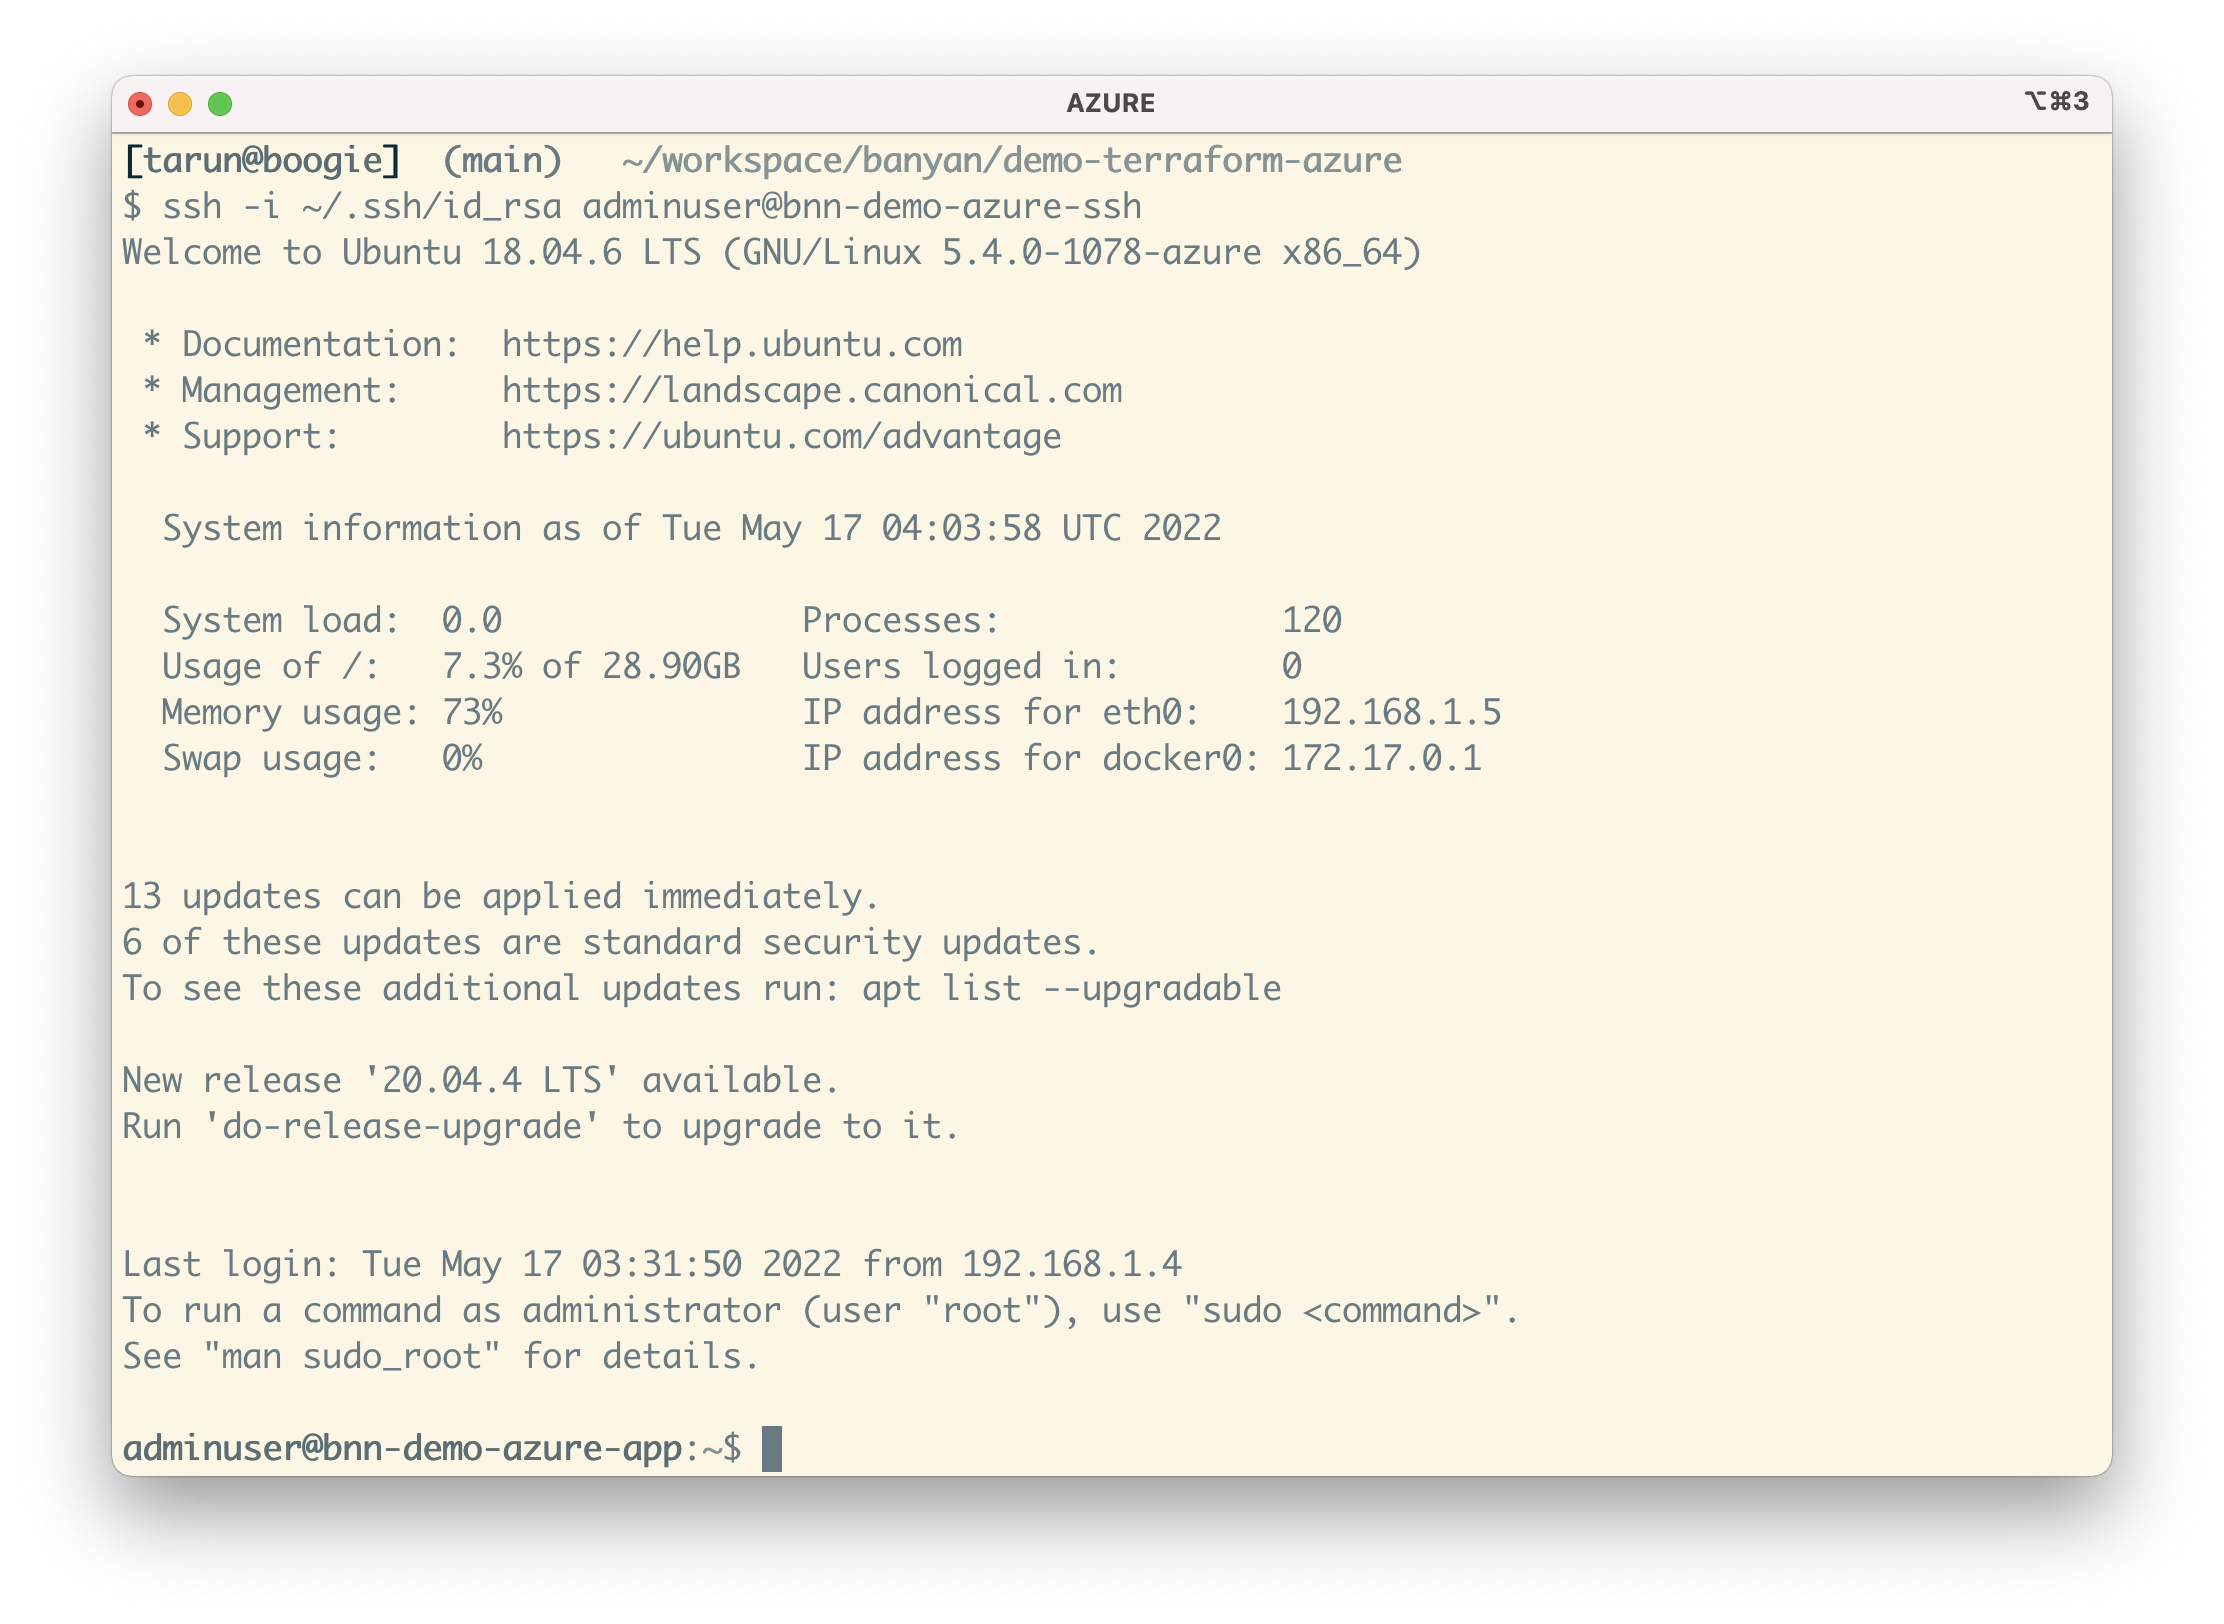 AZURE ⌥⌘3
[tarun@boogie]  (main)   ~/workspace/banyan/demo-terraform-azure
$ ssh -i ~/.ssh/id_rsa adminuser@bnn-demo-azure-ssh
Welcome to Ubuntu 18.04.6 LTS (GNU/Linux 5.4.0-1078-azure x86_64)
 * Documentation:  https://help.ubuntu.com
 * Management:     https://landscape.canonical.com
 * Support:        https://ubuntu.com/advantage
  System information as of Tue May 17 04:03:58 UTC 2022
  System load:  0.0               Processes:              120
  Usage of /:   7.3% of 28.90GB   Users logged in:        0
  Memory usage: 73%               IP address for eth0:    192.168.1.5
  Swap usage:   0%                IP address for docker0: 172.17.0.1
13 updates can be applied immediately.
6 of these updates are standard security updates.
To see these additional updates run: apt list --upgradable
New release '20.04.4 LTS' available.
Run 'do-release-upgrade' to upgrade to it.
Last login: Tue May 17 03:31:50 2022 from 192.168.1.4
To run a command as administrator (user "root"), use "sudo <command>".
See "man sudo_root" for details.
adminuser@bnn-demo-azure-app:~$